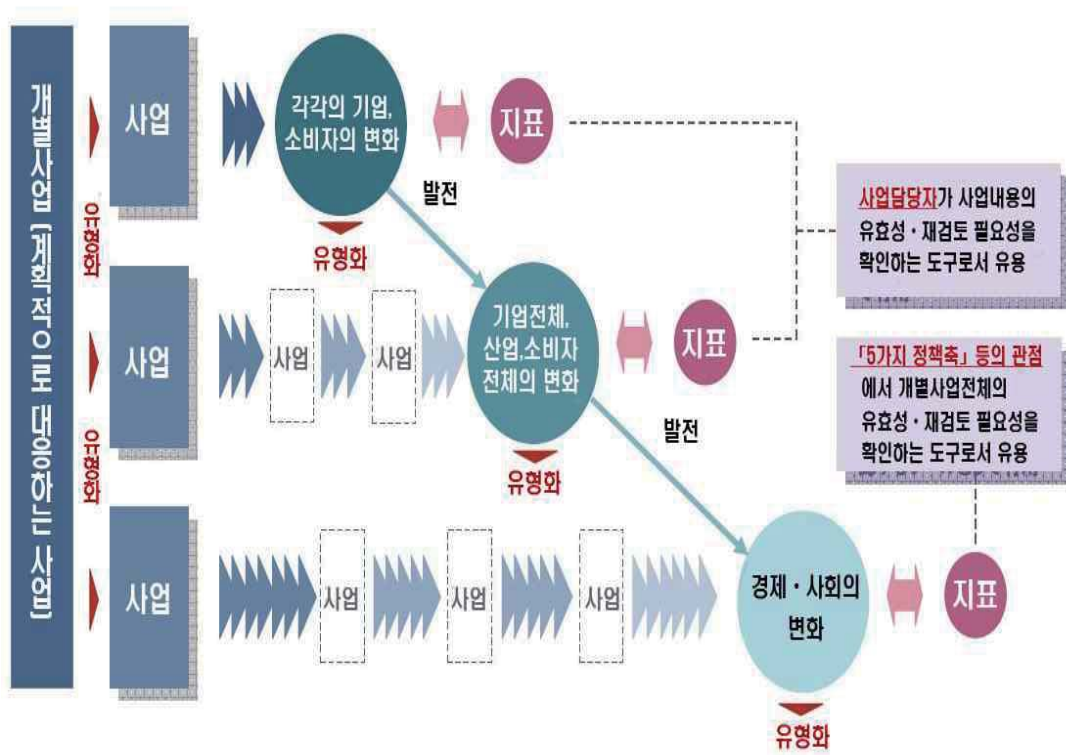 개별사업 (계획적으로 대응하는 사업)
유형화
유형화
사업
각각의 기업,
소비자의 변화
지표
발전
유형화
사업담당자가 사업내용의
유효성·재검토 필요성을
확인하는 도구로서 유용
사업
사업
사업
기업전체,
산업,소비자
전체의 변화
지표
발전
유형화
「5가지 정책축」 등의 관점
에서 개별사업전체의
유효성·재검토 필요성을
확인하는 도구로서 유용
사업
사업
사업
사업
경제·사회의
변화
지표
유형화